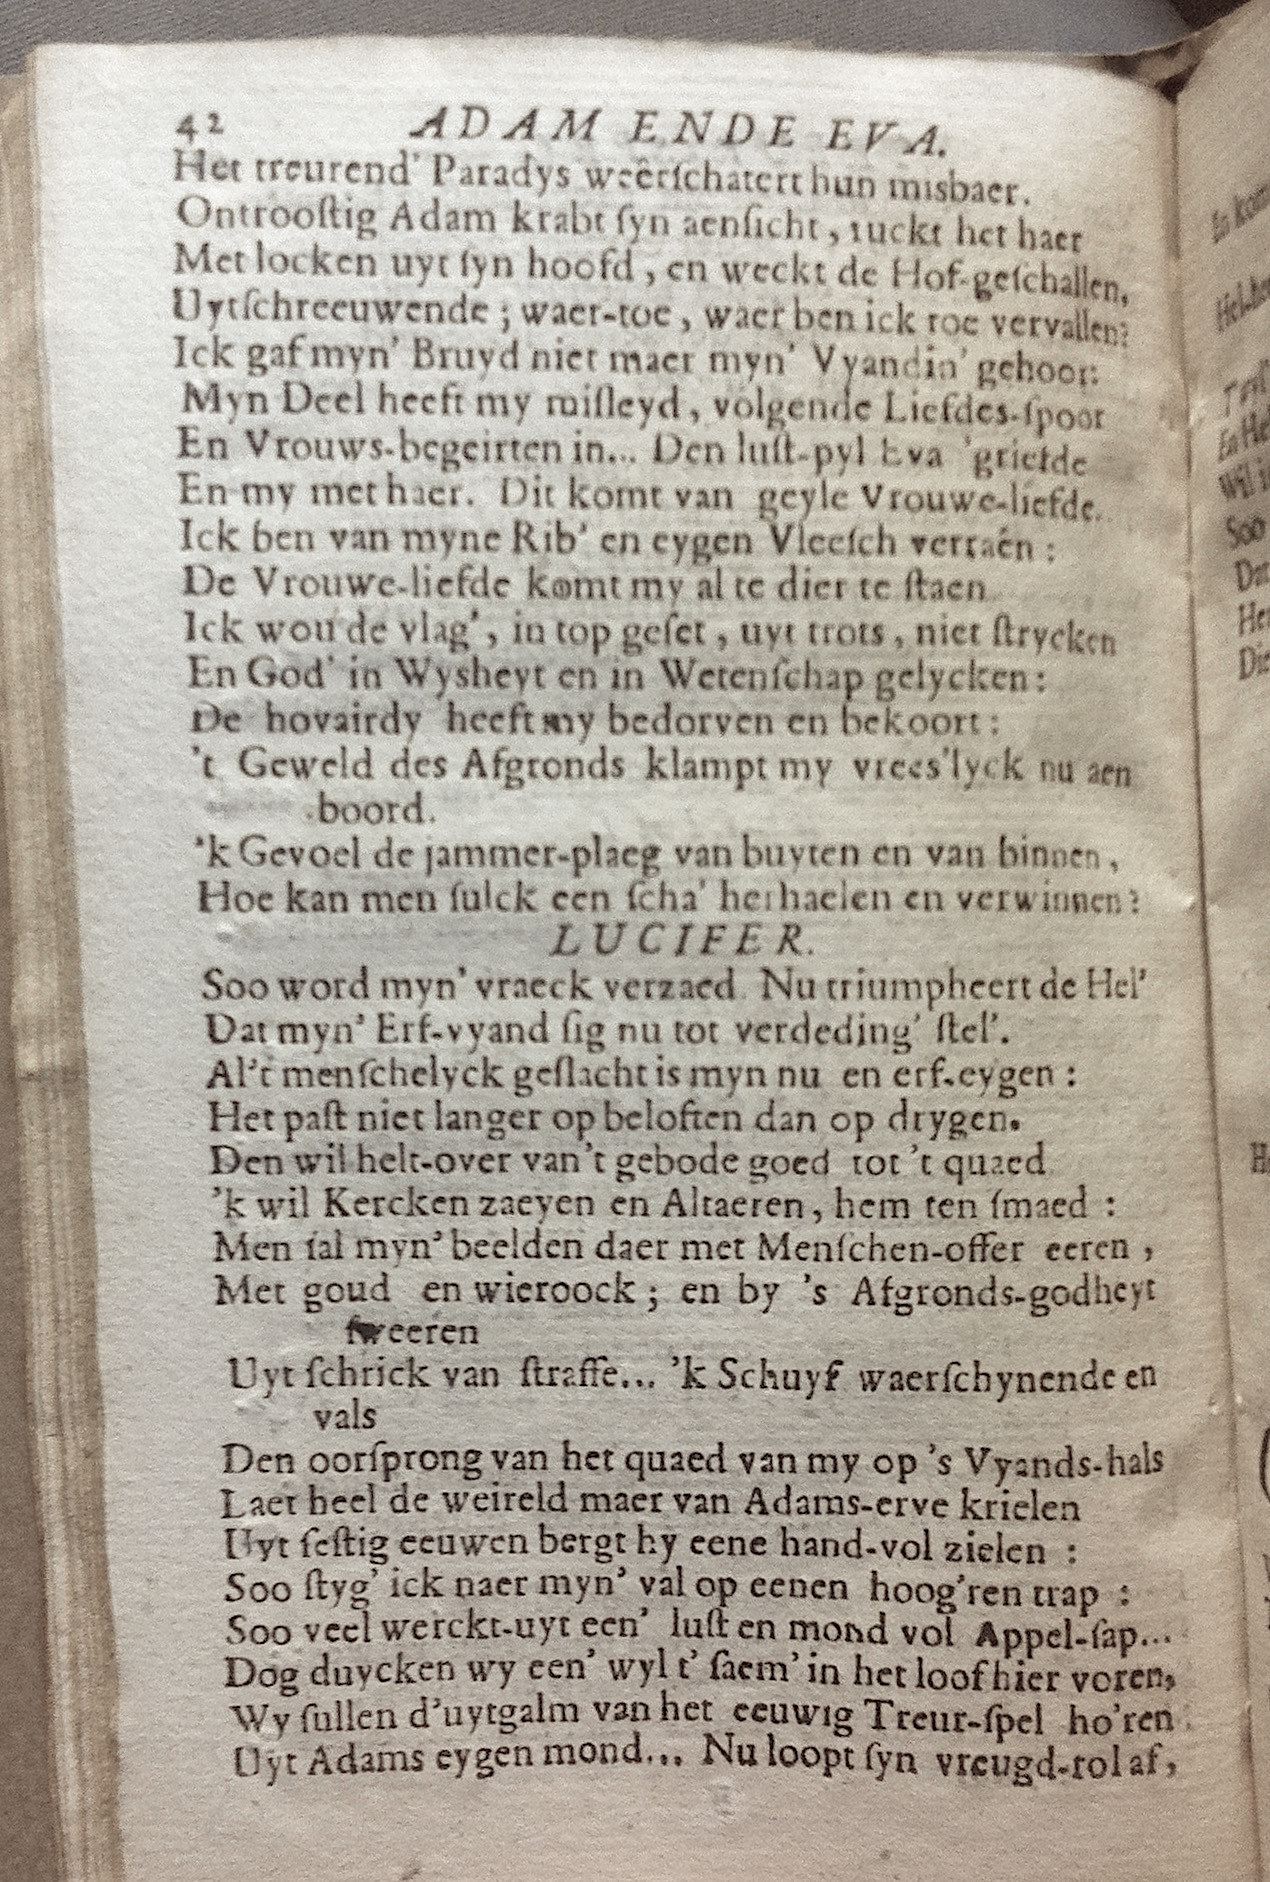 42 ADAM ENDE EVA.
Het treurend' Paradys weêrſchatert hun misbaer.
Ontrooſtig Adam krabt ſyn aenſicht, ruckt het haer
Met locken uyt ſyn hoofd, en weckt de Hof-geſchallen,
Uytſchreeuwende; waer-toe, waer ben ick toe vervallen?
Ick gaf myn' Bruyd niet maer myn' Vyandin' gehoor:
Myn Deel heeft my miſleyd, volgende Liefdes-ſpoor
En Vrouws-begeirten in... Den luſt-pyl Eva 'griefde
En my met haer. Dit komt van geyle Vrouwe-liefde.
Ick ben van myne Rib' en eygen Vleeſch verraén:
De Vrouwe-liefde komt my al te dier te ſtaen
Ick wou de vlag', in top geſet, uyt trots, niet ſtrycken
En God' in Wysheyt en in Wetenſchap gelycken:
De hovairdy heeft my bedorven en bekoort:
't Geweld des Afgronds klampt my vrees'lyck nu aen
boord.
'k Gevoel de jammer-plaeg van buyten en van binnen,
Hoe kan men ſulck een ſcha' herhaelen en verwinnen?
LUCIFER.
Soo word myn' vraeck verzaed. Nu triumpheert de Hel'
Dat myn' Erf-vyand ſig nu tot verdeding' ſtel'.
Al't menſchelyck geſlacht is myn nu en erf-eygen:
Het paſt niet langer op beloften dan op drygen.
Den wil helt-over van 't gebode goed tot 't quaed
'k wil Kercken zaeyen en Altaeren, hem ten ſmaed:
Men ſal myn' beelden daer met Menſchen-offer eeren,
Met goud en wieroock; en by 's Afgronds-godheyt
ſweeren
Uyt ſchrick van ſtraffe... 'k Schuyf waerſchynende en
vals
Den oorſprong van het quaed van my op 's Vyands-hals
Laet heel de weireld maer van Adams-erve krielen
Uyt ſeſtig eeuwen bergt hy eene hand-vol zielen:
Soo ſtyg' ick naer myn' val op eenen hoog'ren trap:
Soo veel werckt-uyt een' luſt en mond vol Appel-ſap...
Dog duycken wy een' wyl t' ſaem' in het loof hier voren,
Wy ſullen d'uytgalm van het eeuwig Treur-ſpel ho'ren
Uyt Adams eygen mond... Nu loopt ſyn vreugd-rol af,